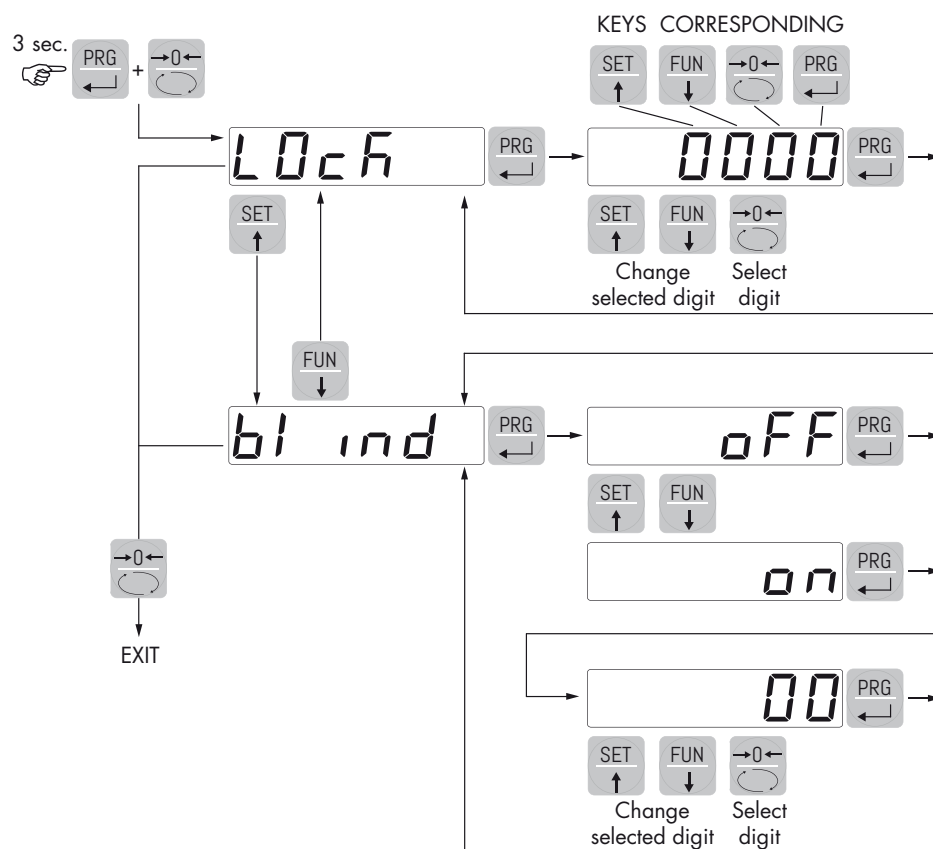 KEYS CORRESPONDING
3 sec.
PRG + →0←
SET FUN →0← PRG
LOcK PRG
0000 PRG
SET
SET FUN →0←
Change selected digit
Select digit
FUN
bl ind PRG
oFF PRG
SET FUN
→0←
on PRG
EXIT
00 PRG
SET FUN →0←
Change selected digit
Select digit